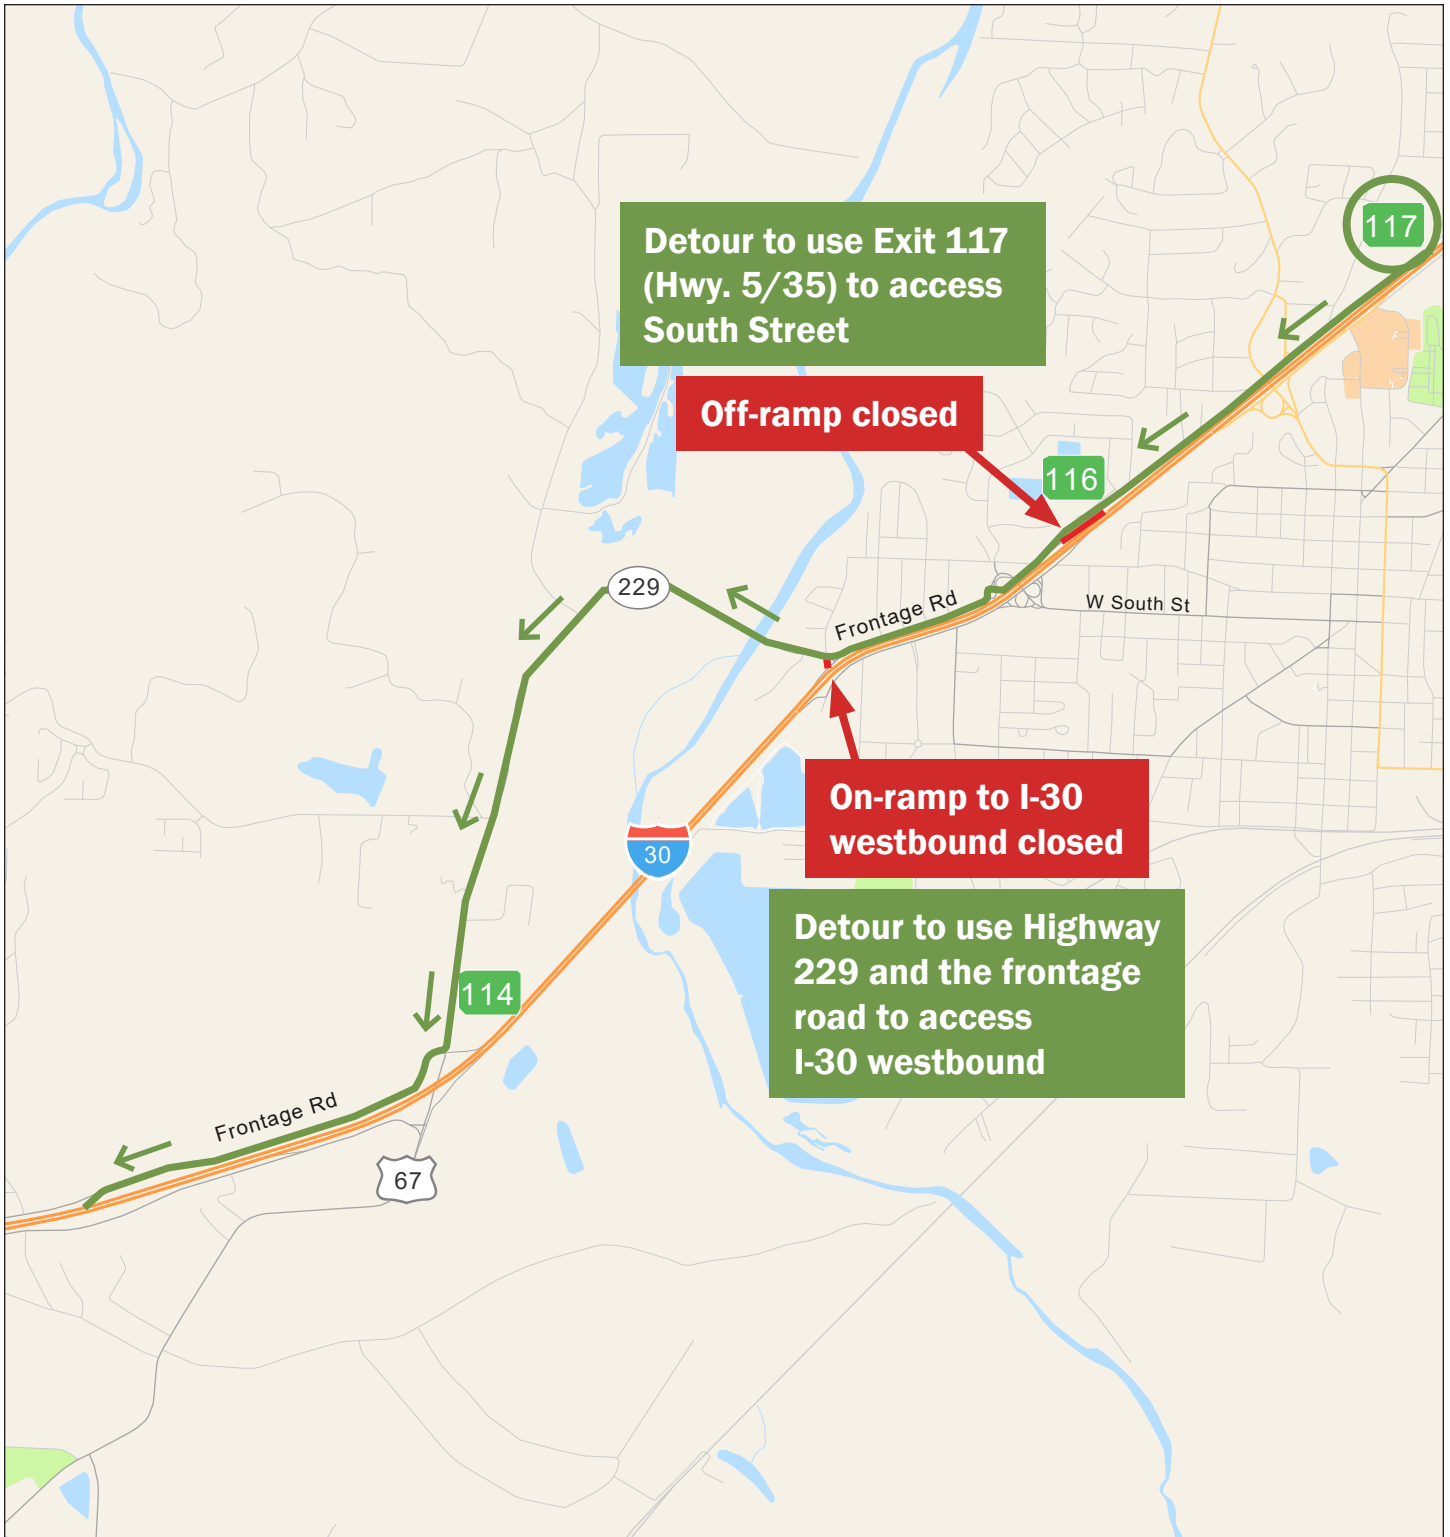 117
Detour to use Exit 117
(Hwy. 5/35) to access
South Street
Off-ramp closed
116
229
Frontage Rd
W South St
On-ramp to I-30
westbound closed
30
Detour to use Highway
229 and the frontage
road to access
I-30 westbound
114
Frontage Rd
67